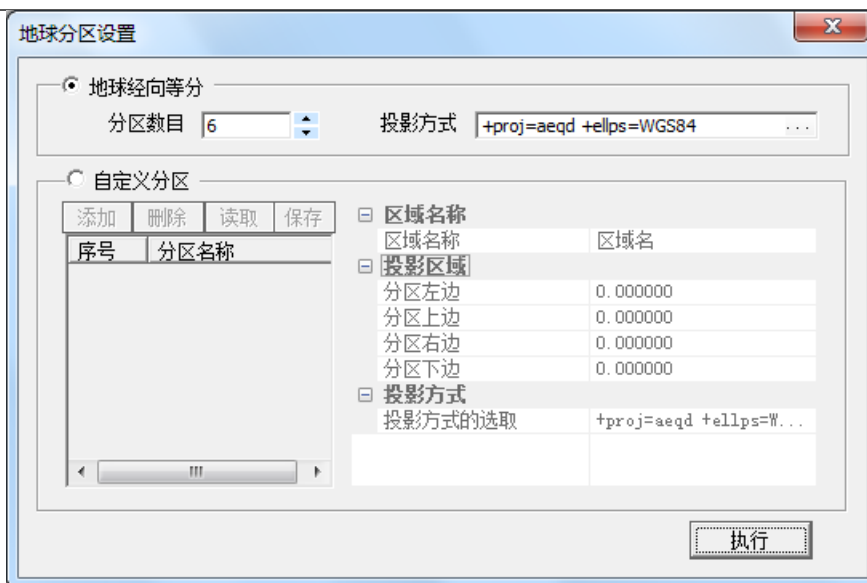 地球分区设置
地球经向等分
分区数目 6 投影方式 +proj=aeqd +ellps=WGS84 ...
自定义分区
添加 删除 读取 保存
序号 分区名称
区域名称
区域名称 区域名
投影区域
分区左边 0.000000
分区上边 0.000000
分区右边 0.000000
分区下边 0.000000
投影方式
投影方式的选取 +proj=aeqd +ellps=W...
执行